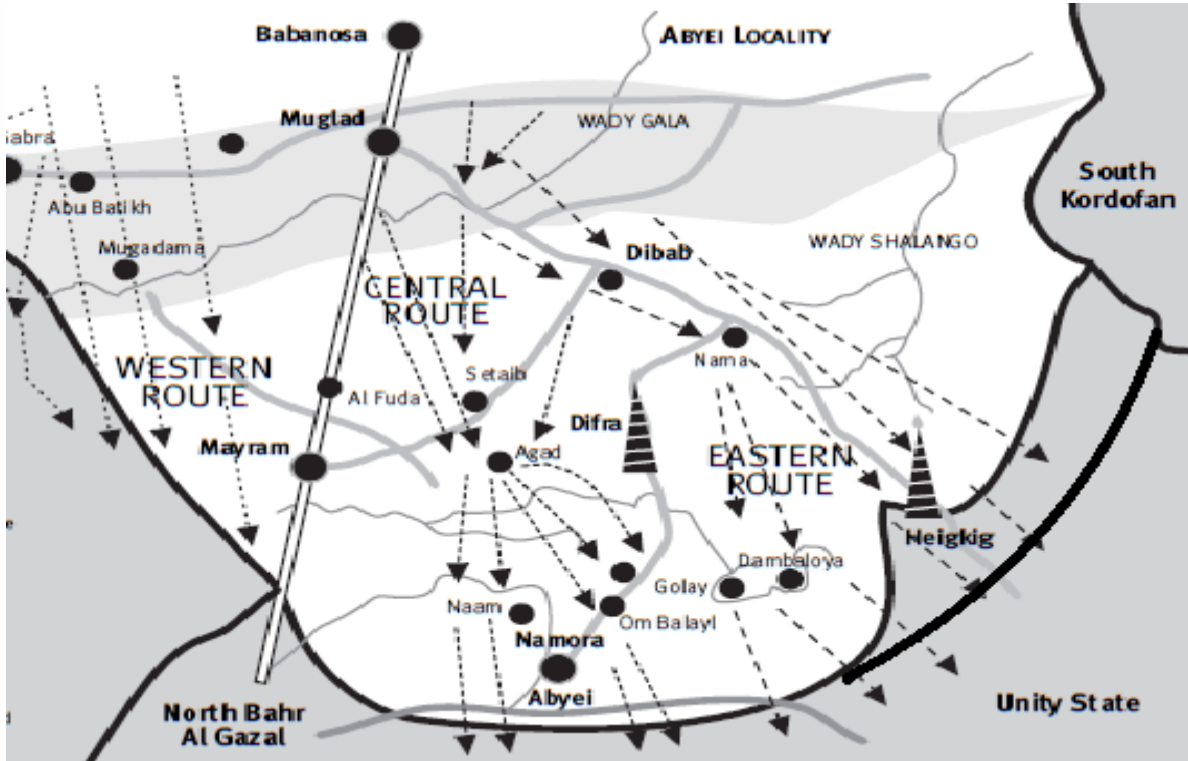 Babanosa
ABYEI LOCALITY
Muglad
WADY GALA
Sabra
South
Kordofan
Abu Batikh
Mugadama
Dibab
WADY SHALANGO
CENTRAL
ROUTE
WESTERN
ROUTE
Setaib
Nama
Al Fuda
Difra
Mayram
Agad
EASTERN
ROUTE
Heigkig
Dambaloya
Gollay
Naam
Om Balayl
Namora
Abyei
North Bahr
Al Gazal
Unity State